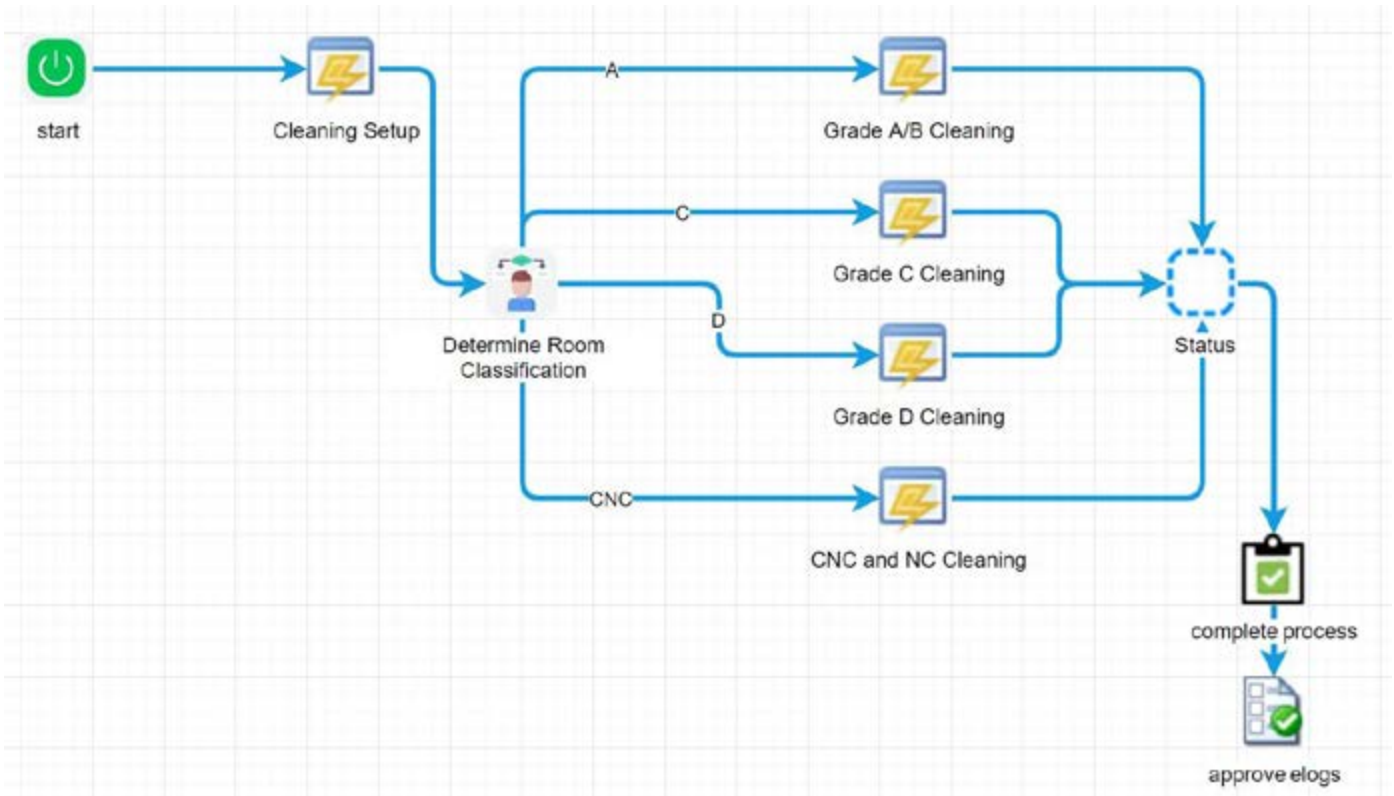 A
start
Cleaning Setup
Grade A/B Cleaning
C
Grade C Cleaning
D
Determine Room
Classification
Status
Grade D Cleaning
CNC
CNC and NC Cleaning
complete process
approve elogs